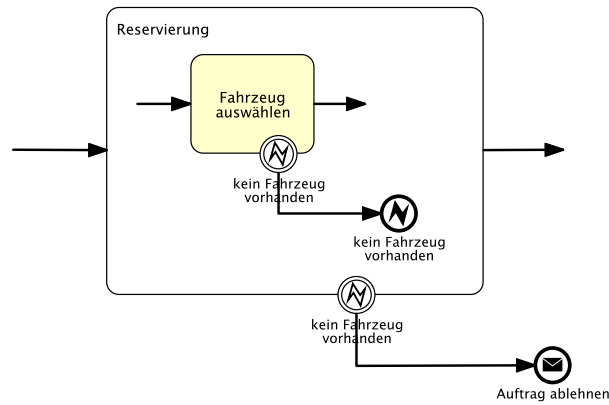 Reservierung
Fahrzeug
auswählen
kein Fahrzeug
vorhanden
kein Fahrzeug
vorhanden
kein Fahrzeug
vorhanden
Auftrag ablehnen